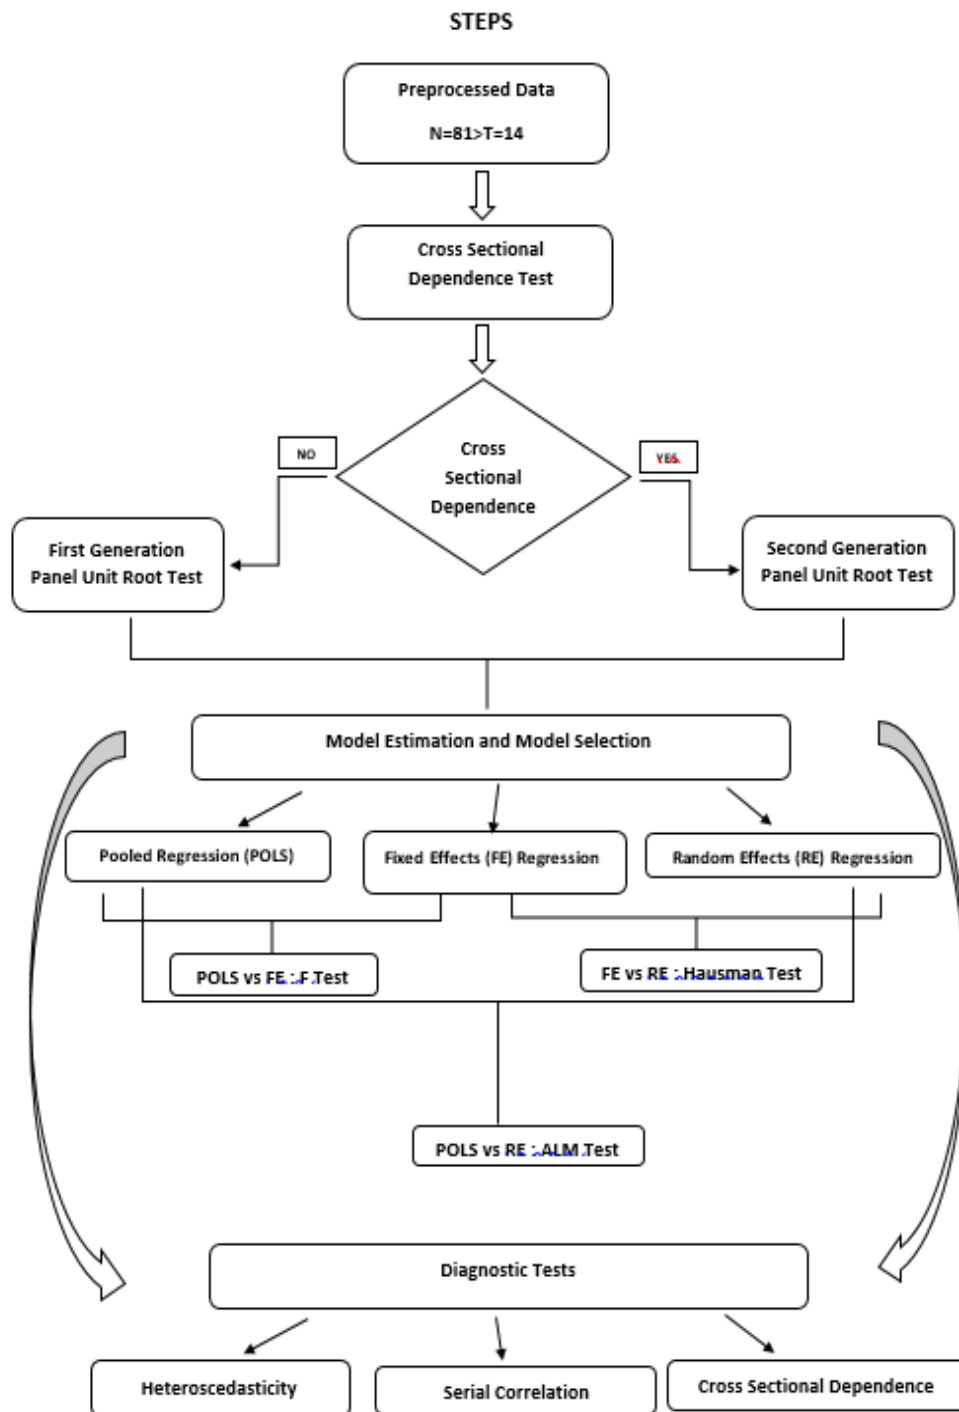 STEPS
Preprocessed Data
N=81>T=14
Cross Sectional
Dependence Test
Cross
Sectional
Dependence
NO
YES
First Generation
Panel Unit Root Test
Second Generation
Panel Unit Root Test
Model Estimation and Model Selection
Pooled Regression (POLS)
Fixed Effects (FE) Regression
Random Effects (RE) Regression
POLS vs FE : F Test
FE vs RE : Hausman Test
POLS vs RE : ALM Test
Diagnostic Tests
Heteroscedasticity
Serial Correlation
Cross Sectional Dependence